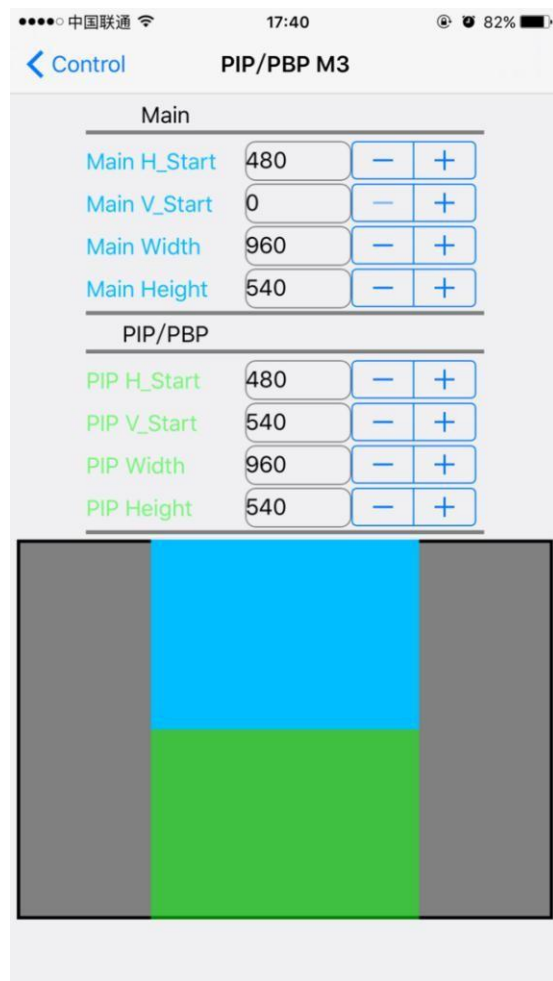 中国联通 17:40 82%
Control PIP/PBP M3
Main
Main H_Start 480
Main V_Start 0
Main Width 960
Main Height 540
PIP/PBP
PIP H_Start 480
PIP V_Start 540
PIP Width 960
PIP Height 540